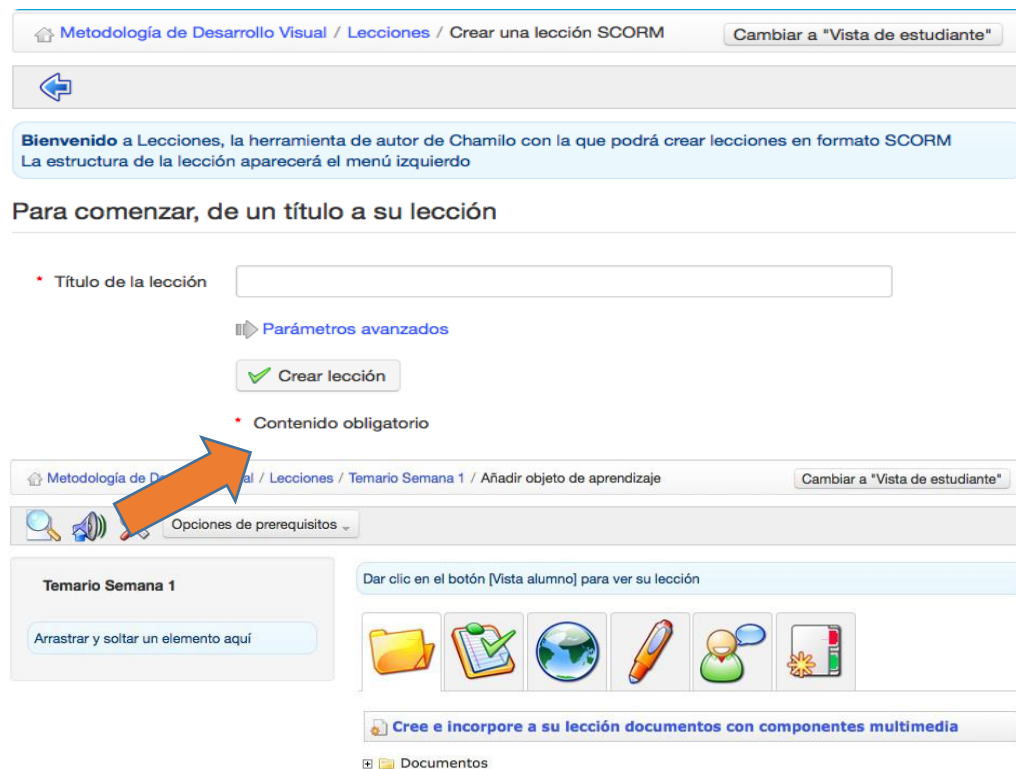 Metodología de Desarrollo Visual / Lecciones / Crear una lección SCORM
Cambiar a "Vista de estudiante"
Bienvenido a Lecciones, la herramienta de autor de Chamilo con la que podrá crear lecciones en formato SCORM
La estructura de la lección aparecerá el menú izquierdo
Para comenzar, de un título a su lección
* Título de la lección
Parámetros avanzados
Crear lección
* Contenido obligatorio
Metodología de al / Lecciones / Temario Semana 1 / Añadir objeto de aprendizaje
Cambiar a "Vista de estudiante"
Opciones de prerequisitos
Temario Semana 1
Dar clic en el botón [Vista alumno] para ver su lección
Arrastrar y soltar un elemento aquí
Cree e incorpore a su lección documentos con componentes multimedia
Documentos